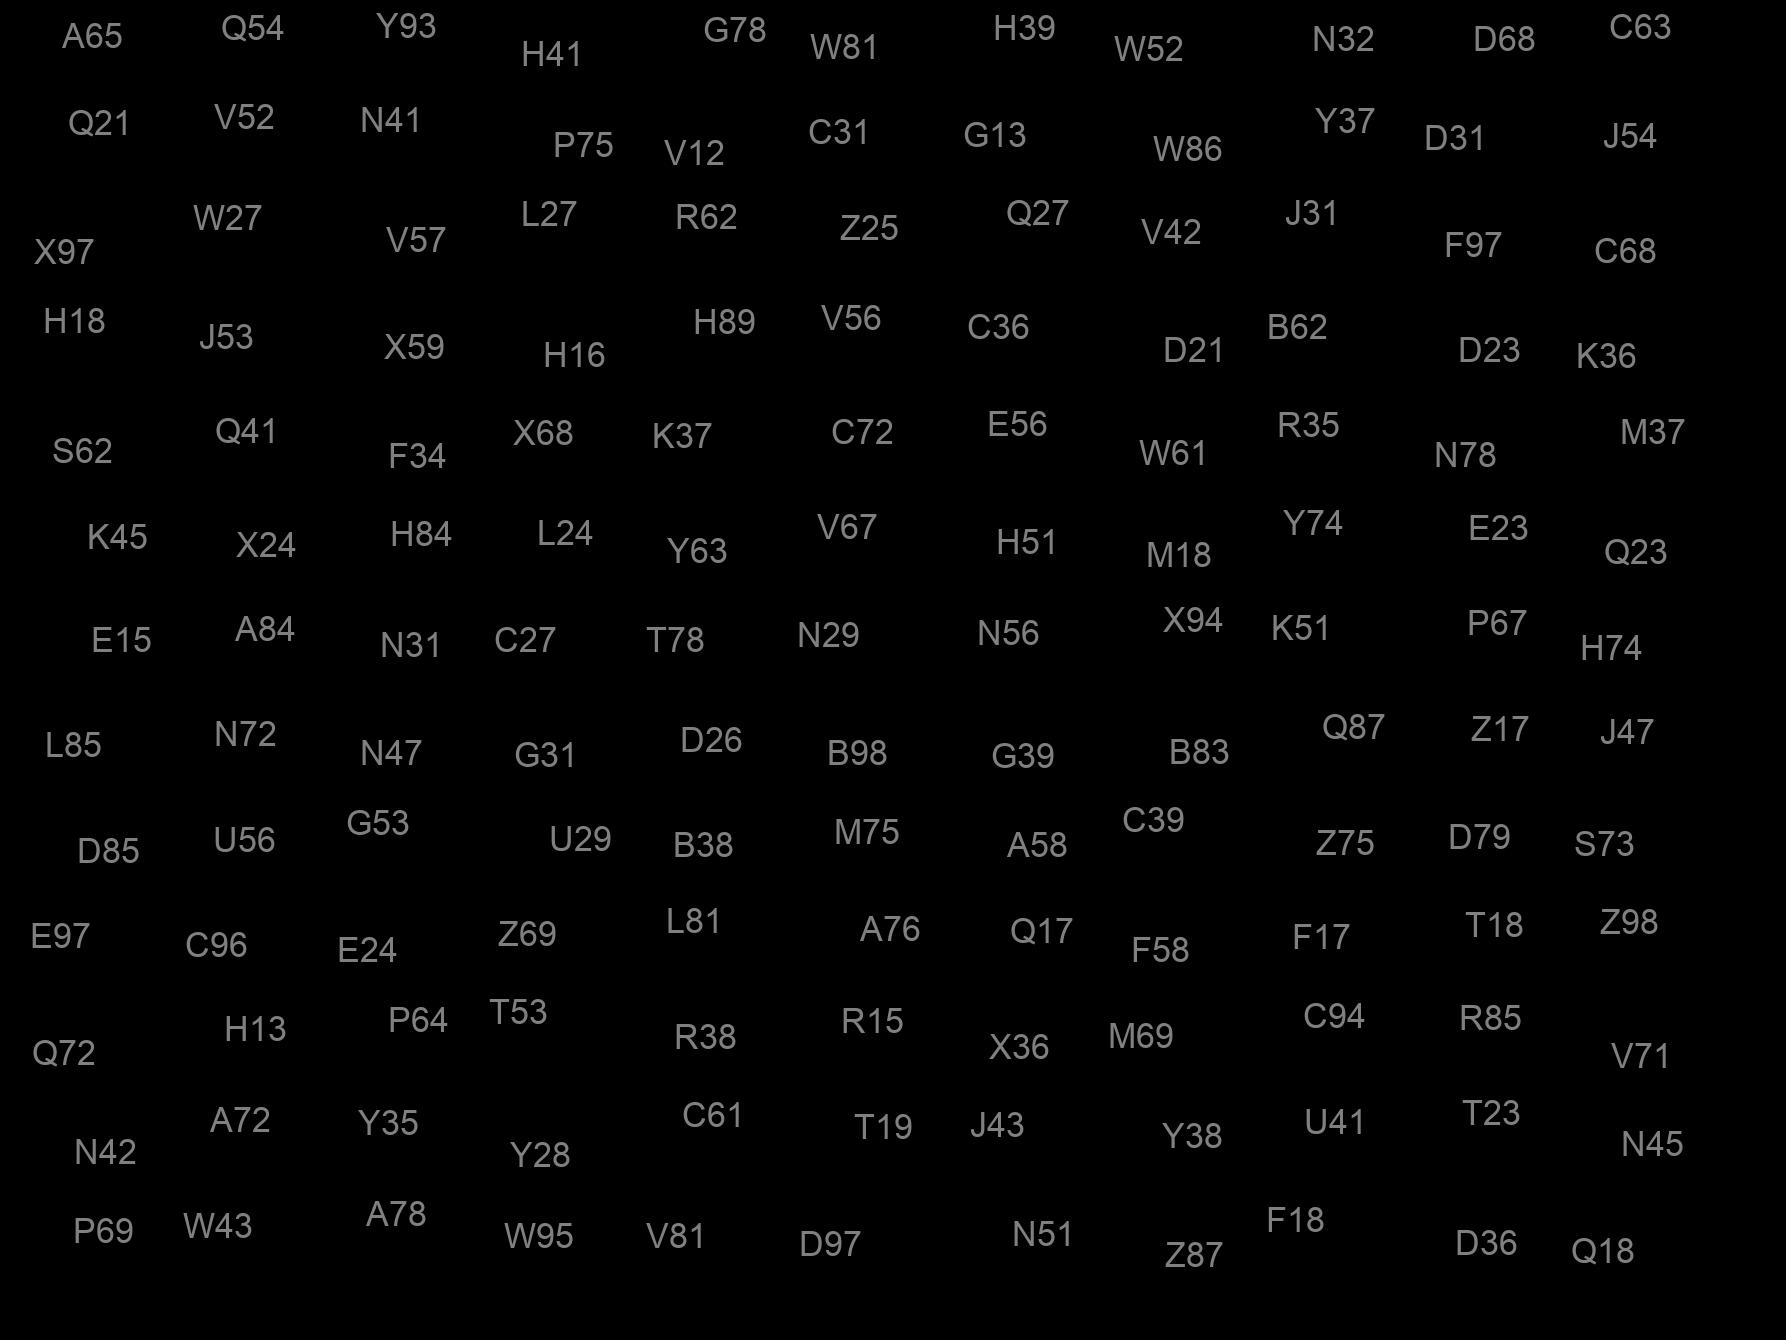 A65 Q54 Y93 H41 G78 W81 H39 W52 N32 D68 C63
Q21 V52 N41 P75 V12 C31 G13 W86 Y37 D31 J54
X97 W27 V57 L27 R62 Z25 Q27 V42 J31 F97 C68
H18 J53 X59 H16 H89 V56 C36 D21 B62 D23 K36
S62 Q41 F34 X68 K37 C72 E56 W61 R35 N78 M37
K45 X24 H84 L24 Y63 V67 H51 M18 Y74 E23 Q23
E15 A84 N31 C27 T78 N29 N56 X94 K51 P67 H74
L85 N72 N47 G31 D26 B98 G39 B83 Q87 Z17 J47
D85 U56 G53 U29 B38 M75 A58 C39 Z75 D79 S73
E97 C96 E24 Z69 L81 A76 Q17 F58 F17 T18 Z98
Q72 H13 P64 T53 R38 R15 X36 M69 C94 R85 V71
N42 A72 Y35 Y28 C61 T19 J43 Y38 U41 T23 N45
P69 W43 A78 W95 V81 D97 N51 Z87 F18 D36 Q18